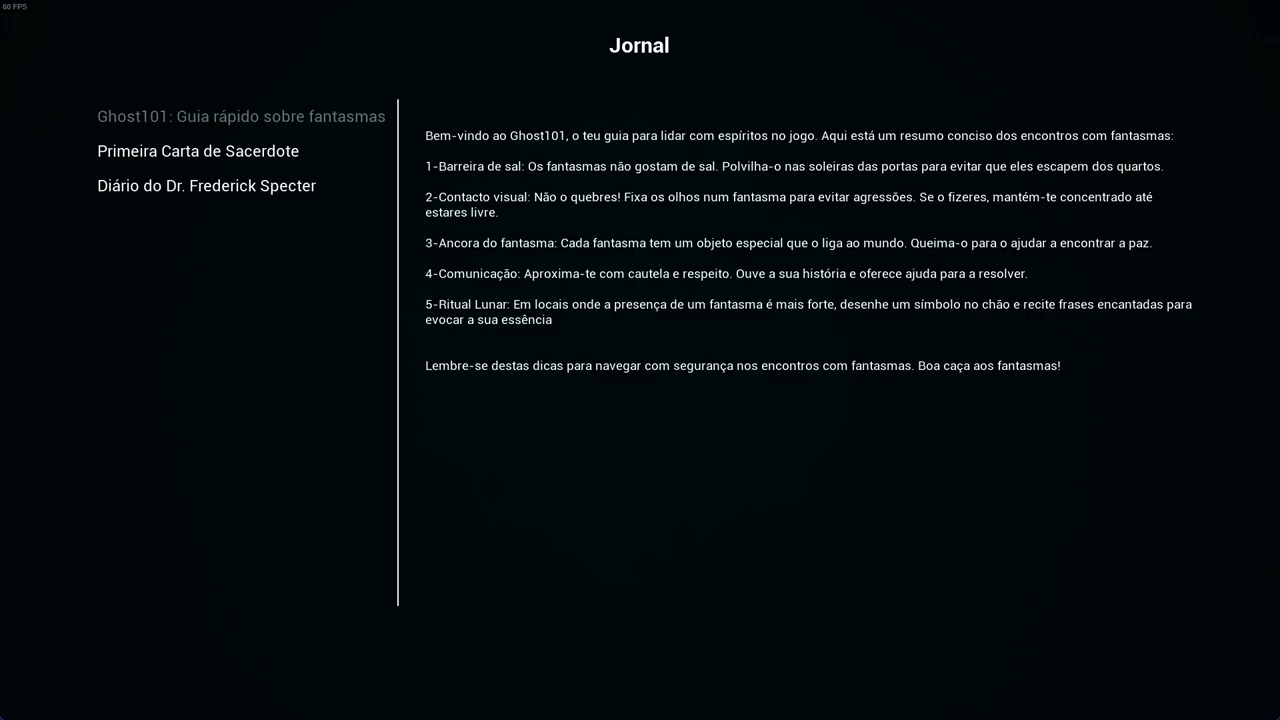 60 FPS
Jornal
Ghost101: Guia rápido sobre fantasmas
Primeira Carta de Sacerdote
Diário do Dr. Frederick Specter
Bem-vindo ao Ghost101, o teu guia para lidar com espíritos no jogo. Aqui está um resumo conciso dos encontros com fantasmas:
1-Barreira de sal: Os fantasmas não gostam de sal. Polvilha-o nas soleiras das portas para evitar que eles escapem dos quartos.
2-Contacto visual: Não o quebres! Fixa os olhos num fantasma para evitar agressões. Se o fizeres, mantém-te concentrado até
estares livre.
3-Ancora do fantasma: Cada fantasma tem um objeto especial que o liga ao mundo. Queima-o para o ajudar a encontrar a paz.
4-Comunicação: Aproxima-te com cautela e respeito. Ouve a sua história e oferece ajuda para a resolver.
5-Ritual Lunar: Em locais onde a presença de um fantasma é mais forte, desenhe um símbolo no chão e recite frases encantadas para
evocar a sua essência
Lembre-se destas dicas para navegar com segurança nos encontros com fantasmas. Boa caça aos fantasmas!